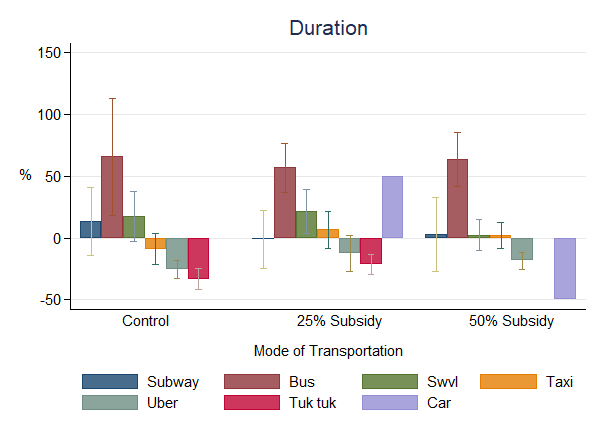 Duration
150
100
%
50
0
-50
Control 25% Subsidy 50% Subsidy
Mode of Transportation
Subway Bus Swvl Taxi
Uber Tuk tuk Car